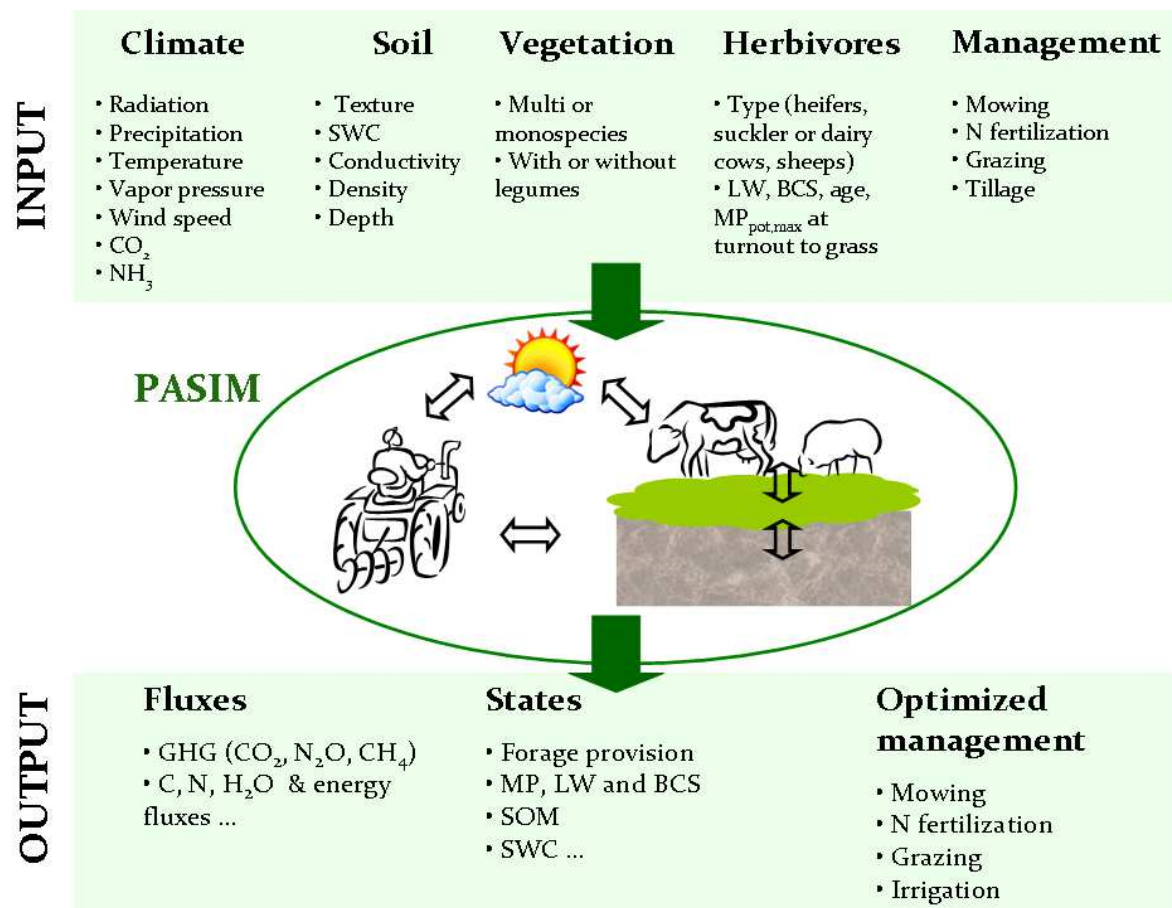 INPUT
Climate
• Radiation
• Precipitation
• Temperature
• Vapor pressure
• Wind speed
• CO₂
• NH₃
Soil
• Texture
• SWC
• Conductivity
• Density
• Depth
Vegetation
• Multi or
monospecies
• With or without
legumes
Herbivores
• Type (heifers,
suckler or dairy
cows, sheeps)
• LW, BCS, age,
MPpot,max at
turnout to grass
Management
• Mowing
• N fertilization
• Grazing
• Tillage
PASIM
OUTPUT
Fluxes
• GHG (CO₂, N₂O, CH₄)
• C, N, H₂O & energy
fluxes ...
States
• Forage provision
• MP, LW and BCS
• SOM
• SWC ...
Optimized
management
• Mowing
• N fertilization
• Grazing
• Irrigation